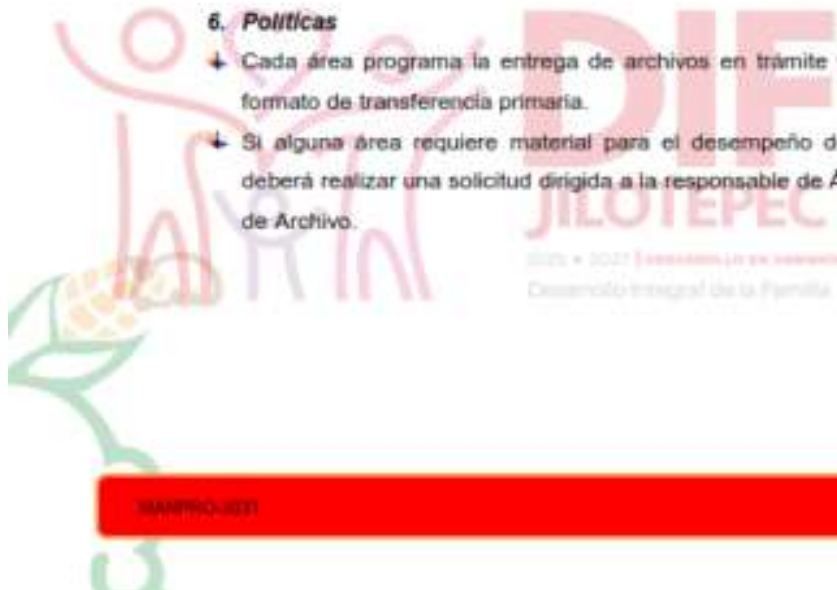 6. Políticas
Cada área programa la entrega de archivos en trámite
formato de transferencia primaria.
Si alguna área requiere material para el desempeño d
deberá realizar una solicitud dirigida a la responsable de Á
de Archivo.
DIF
JILOTEPEC
Desarrollo Integral de la Familia